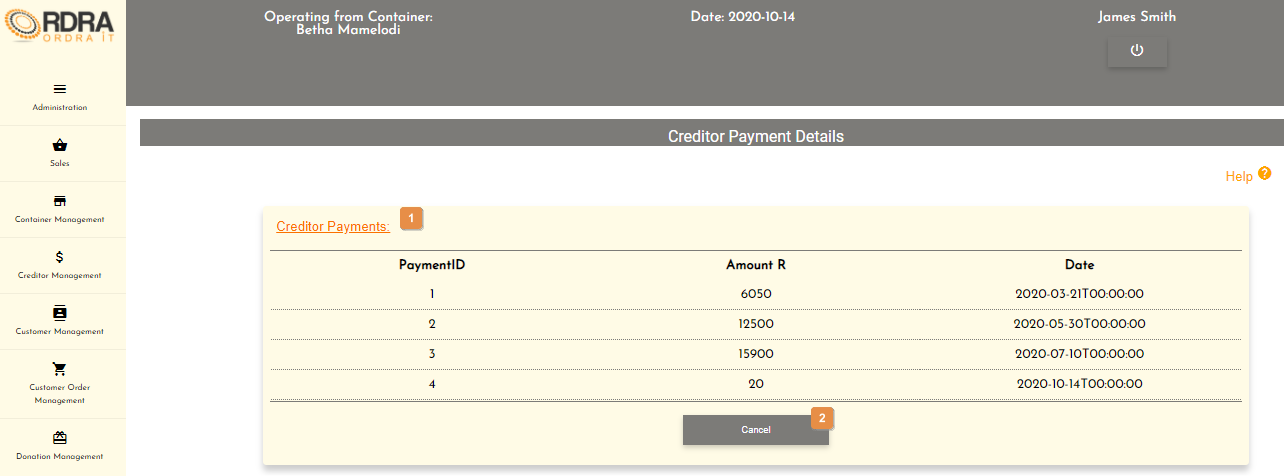 RDRA
ORDRA IT
Operating from Container:
Betha Mamelodi
Date: 2020-10-14
James Smith
Administration
Sales
Container Management
Creditor Management
Customer Management
Customer Order
Management
Donation Management
Creditor Payment Details
Help ?
Creditor Payments: 1
PaymentID Amount R Date
1 6050 2020-03-21T00:00:00
2 12500 2020-05-30T00:00:00
3 15900 2020-07-10T00:00:00
4 20 2020-10-14T00:00:00
Cancel 2